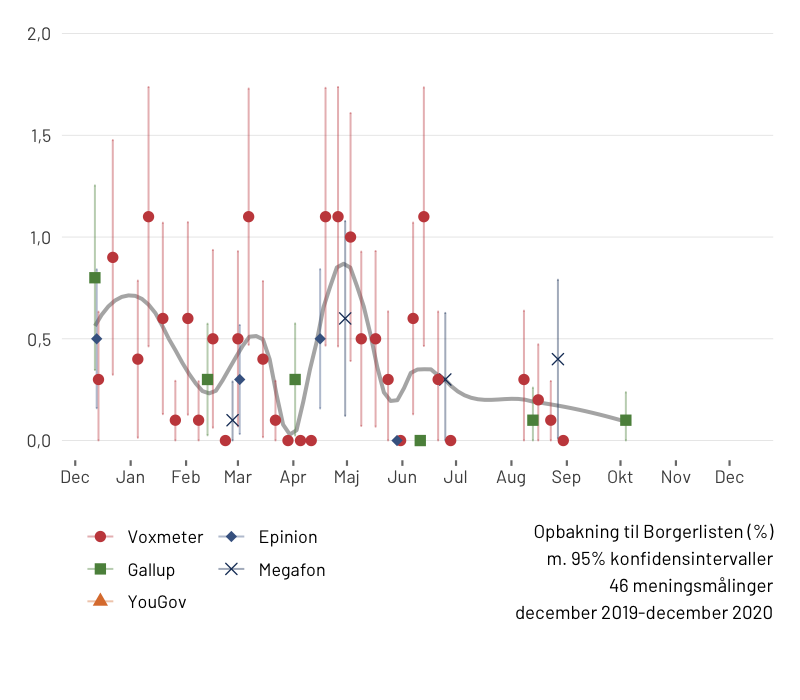 2,0
1,5
1,0
0,5
0,0
Dec Jan Feb Mar Apr Maj Jun Jul Aug Sep Okt Nov Dec
Voxmeter Epinion
Gallup Megafon
YouGov
Opbakning til Borgerlisten (%)
m. 95% konfidensintervaller
46 meningsmålinger
december 2019-december 2020